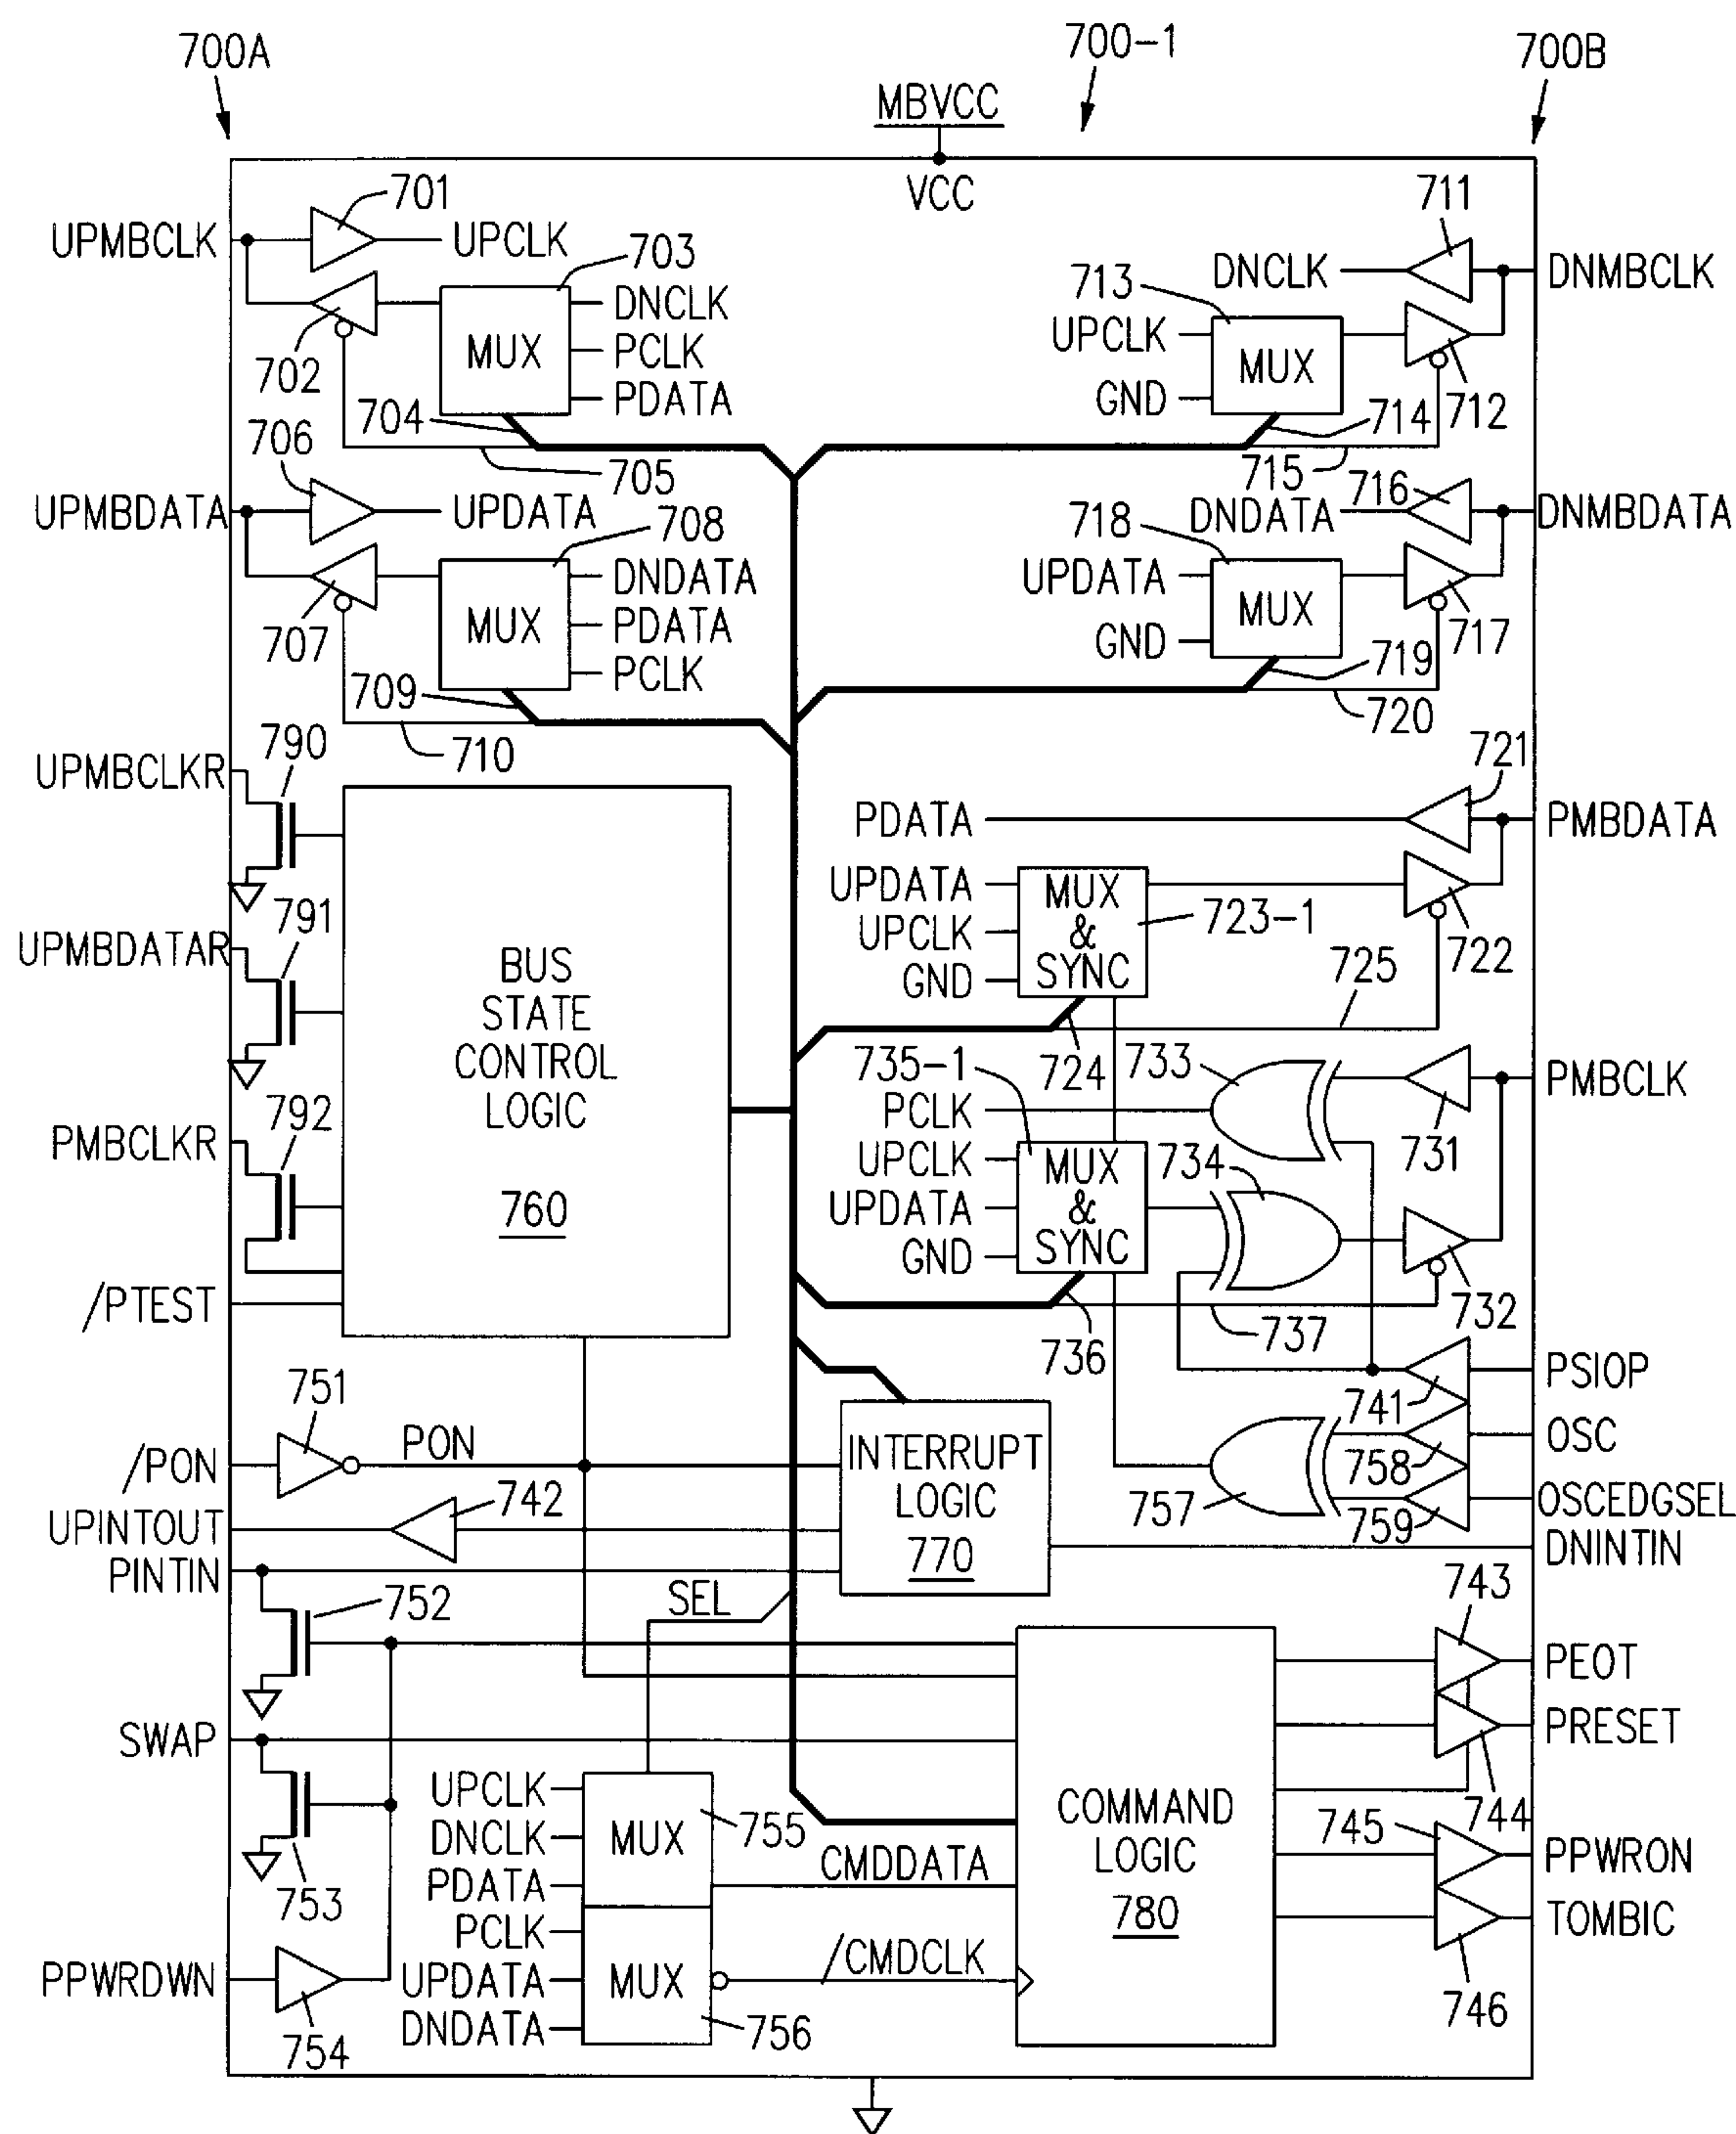 700A
700-1
700B
MBVCC
VCC
701
UPMBCLK
UPCLK
703
MUX
DNCLK
PCLK
PDATA
702
704
705
711
DNCLK
DNMBCLK
713
UPCLK
MUX
GND
712
714
715
706
UPMBDATA
UPDATA
708
MUX
DNDATA
PDATA
PCLK
707
709
710
716
DNDATA
DNMBDATA
718
UPDATA
MUX
GND
717
719
720
790
UPMBCLKR
791
UPMBDATAR
792
PMBCLKR
/PTEST
BUS
STATE
CONTROL
LOGIC
760
721
PDATA
PMBDATA
UPDATA
UPCLK
GND
MUX
&
SYNC
723-1
722
725
724
735-1
733
PCLK
PMBCLK
731
UPCLK
UPDATA
GND
MUX
&
SYNC
734
732
736
737
741
PSIOP
758
OSC
757
759
OSCEDGSEL
DNINTIN
751
/PON
PON
742
UPINTOUT
PINTIN
INTERRUPT
LOGIC
770
752
SEL
SWAP
753
UPCLK
DNCLK
PDATA
MUX
755
CMDDATA
PCLK
UPDATA
DNDATA
MUX
756
/CMDCLK
PPWRDWN
754
COMMAND
LOGIC
780
743
PEOT
PRESET
744
745
PPWRON
TOMBIC
746